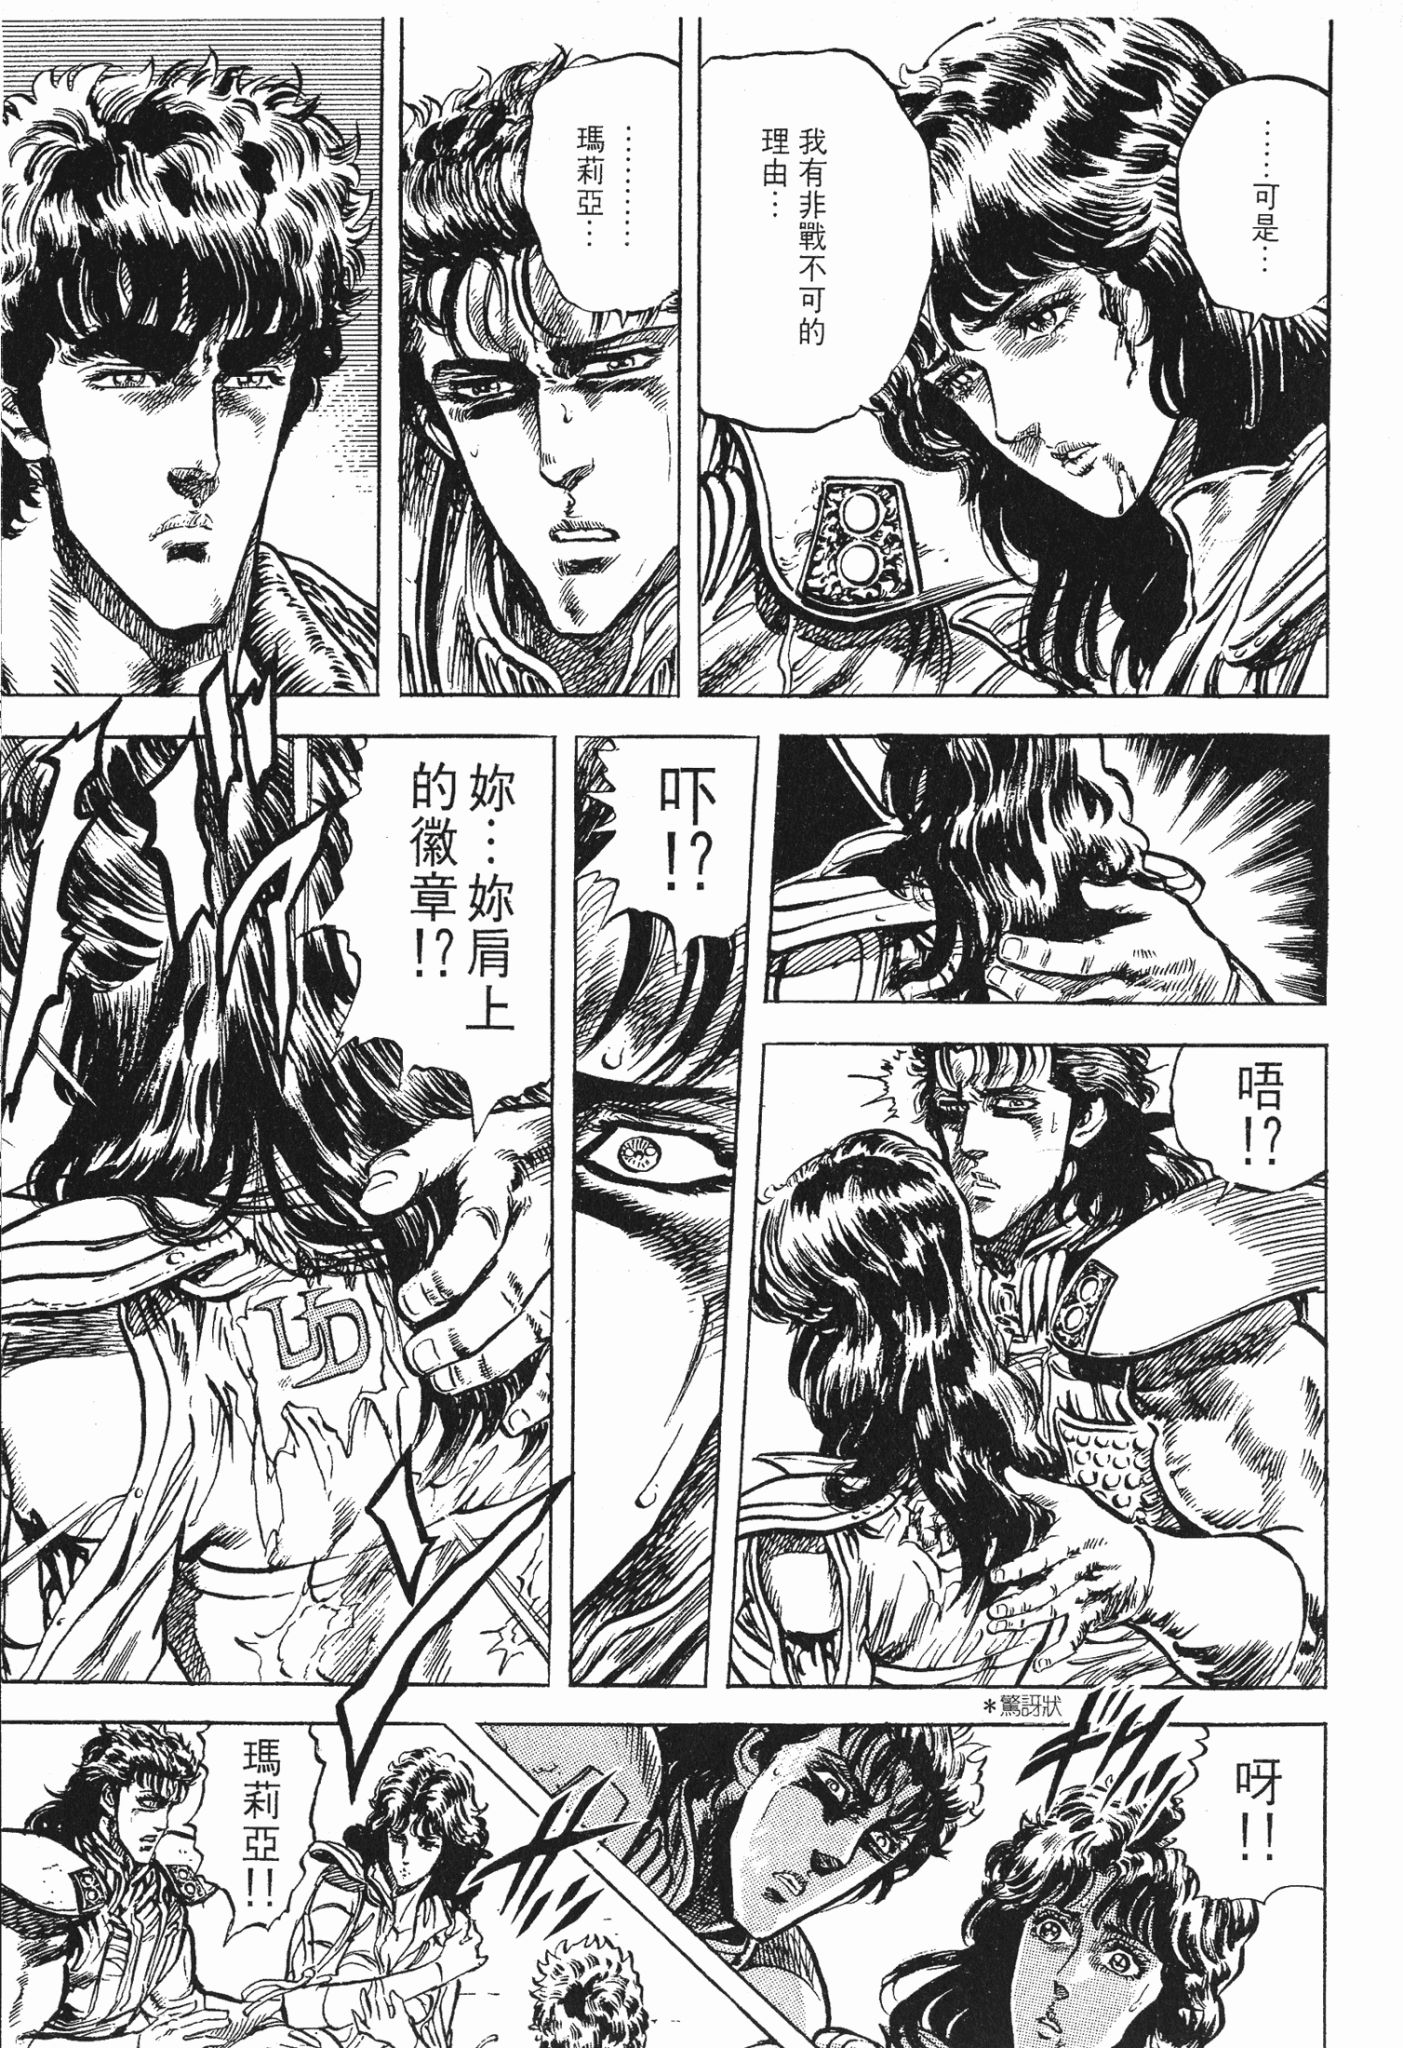 ……可是…
我有非戰不可的
理由…
…………
瑪莉亞…
唔!?
吓!?
妳…妳肩上
的徽章!?
UD
*驚訝狀
呀!!
瑪莉亞!!